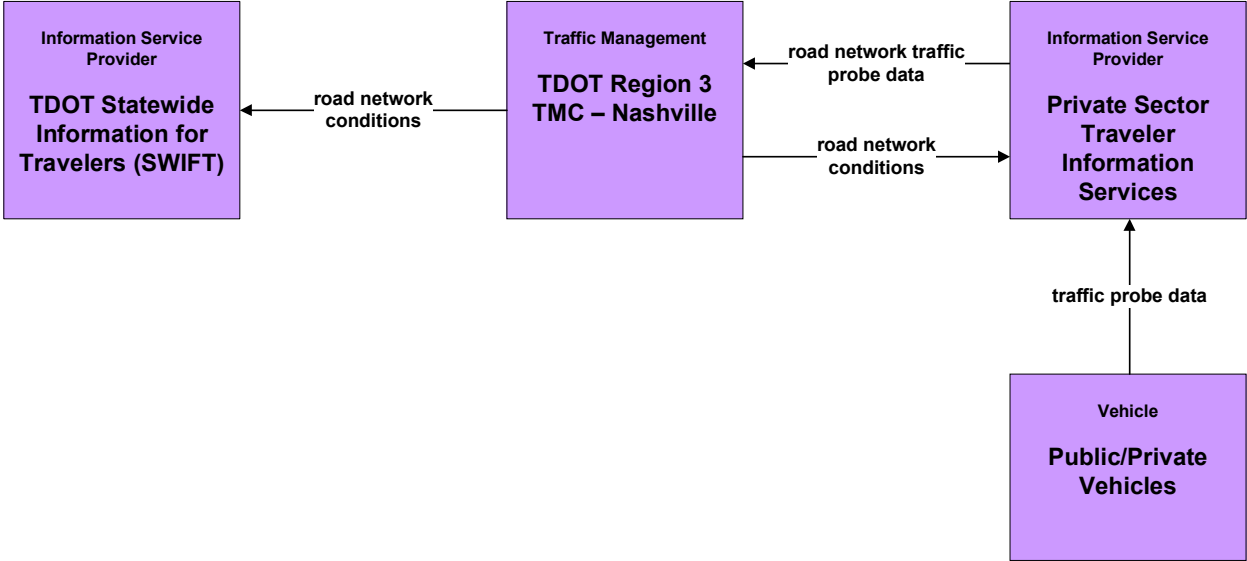 Information Service
Provider
TDOT Statewide
Information for
Travelers (SWIFT)
road network
conditions
Traffic Management
TDOT Region 3
TMC – Nashville
road network traffic
probe data
road network
conditions
Information Service
Provider
Private Sector
Traveler
Information
Services
traffic probe data
Vehicle
Public/Private
Vehicles